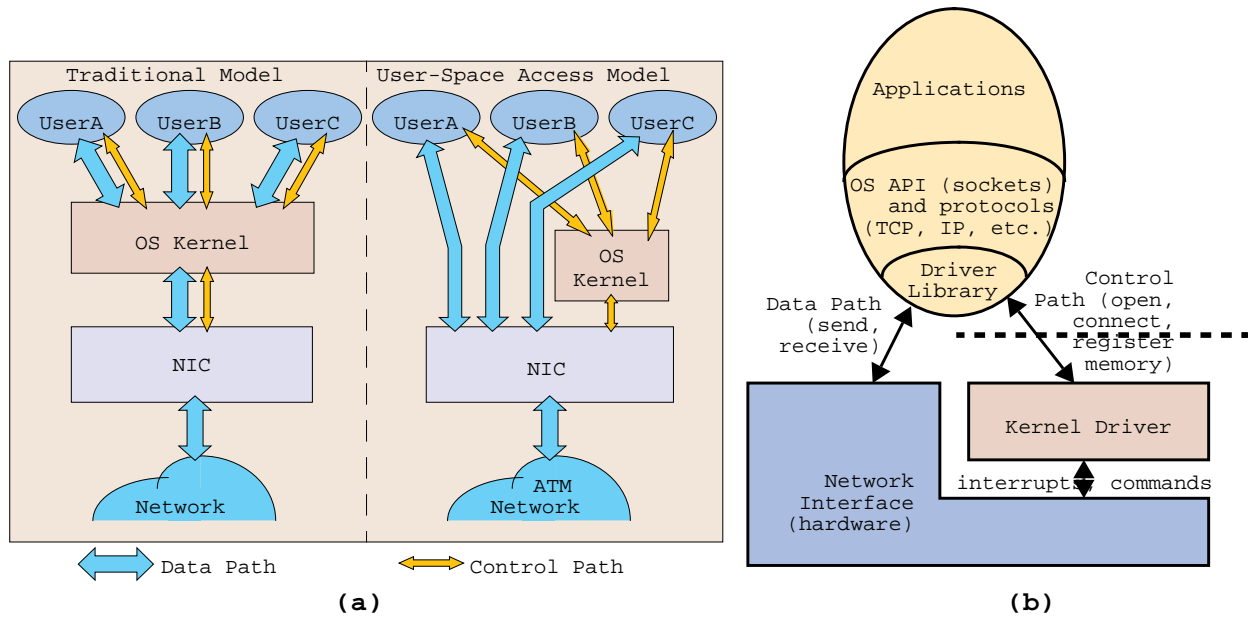 Traditional Model
User-Space Access Model
UserA
UserB
UserC
UserA
UserB
UserC
OS Kernel
OS
Kernel
NIC
NIC
Network
ATM
Network
Data Path
Control Path
(a)
Applications
OS API (sockets)
and protocols
(TCP, IP, etc.)
Driver
Library
Data Path
(send,
receive)
Control
Path (open,
connect,
register
memory)
Kernel Driver
interrupts, commands
Network
Interface
(hardware)
(b)